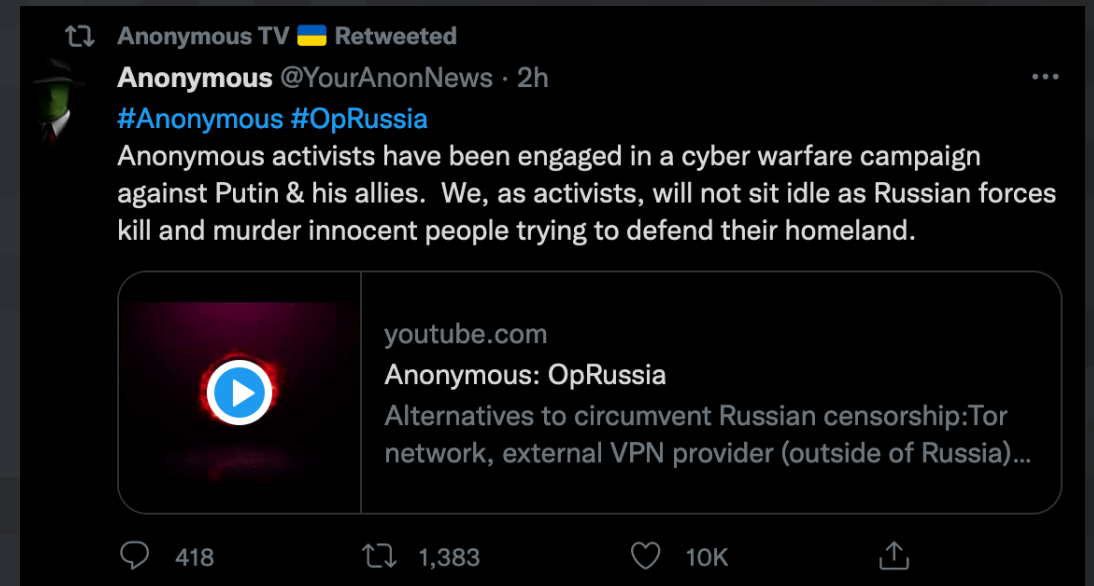 Anonymous TV 🇺🇦 Retweeted
Anonymous @YourAnonNews · 2h
#Anonymous #OpRussia
Anonymous activists have been engaged in a cyber warfare campaign
against Putin & his allies.  We, as activists, will not sit idle as Russian forces
kill and murder innocent people trying to defend their homeland.
youtube.com
Anonymous: OpRussia
Alternatives to circumvent Russian censorship:Tor
network, external VPN provider (outside of Russia)...
418 1,383 10K